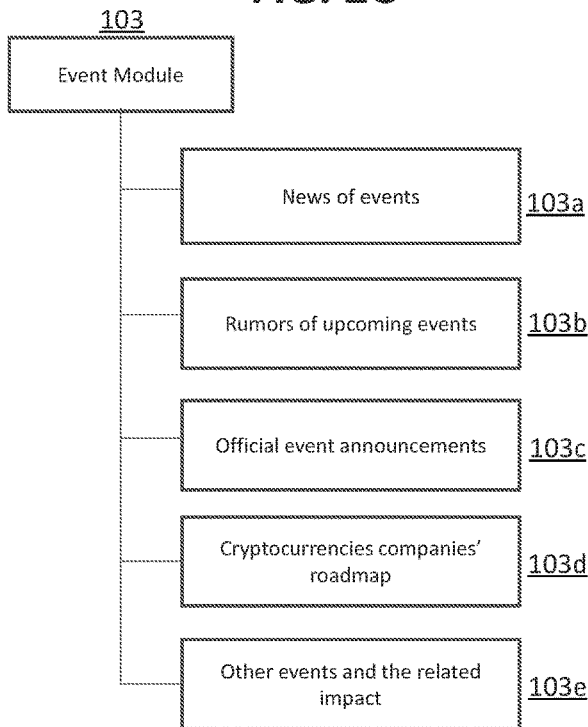 103
Event Module
News of events
103a
Rumors of upcoming events
103b
Official event announcements
103c
Cryptocurrencies companies'
roadmap
103d
Other events and the related
impact
103e